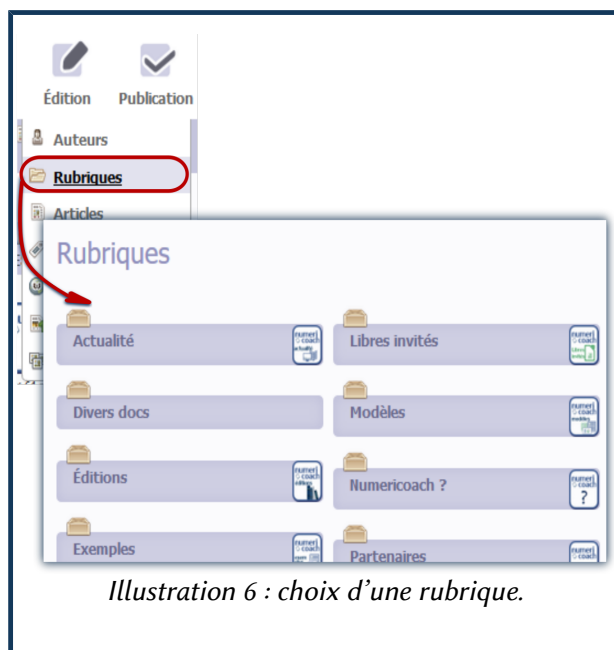 Édition Publication
Auteurs
Rubriques
Articles
Rubriques
Actualité
Libres invités
Divers docs
Modèles
Éditions
Numericoach ?
Exemples
Partenaires
Illustration 6 : choix d'une rubrique.